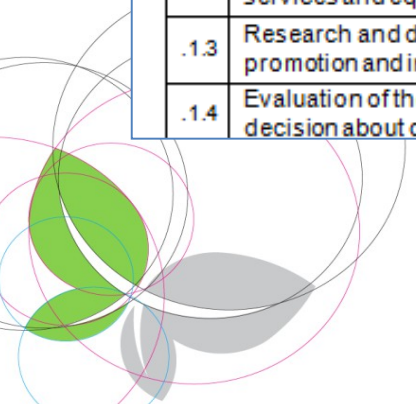 .1.3 Research and d
promotion and i
.1.4 Evaluation of th
decision about